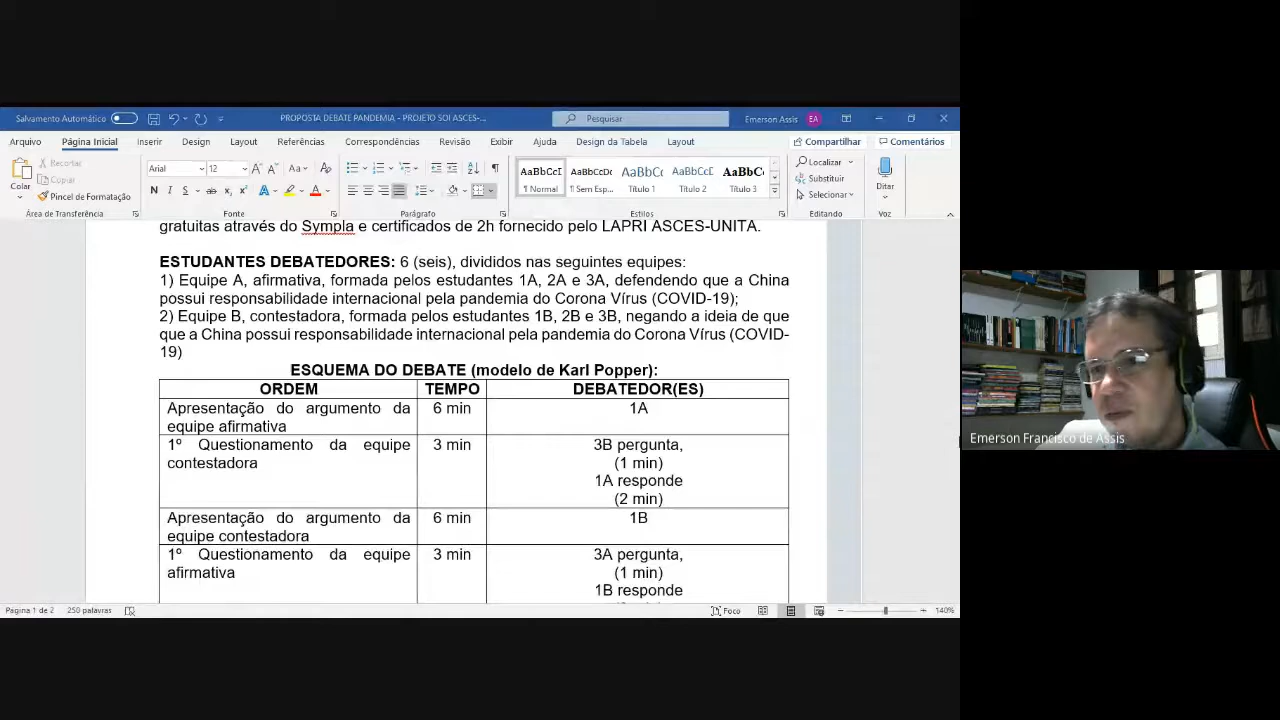 Salvamento Automático
PROPOSTA DEBATE PANDEMIA - PROJETO SOI ASCES-...
Pesquisar
Emerson Assis
EA
Arquivo
Página Inicial
Inserir
Design
Layout
Referências
Correspondências
Revisão
Exibir
Ajuda
Design da Tabela
Layout
Compartilhar
Comentários
Colar
Recortar
Copiar
Pincel de Formatação
Área de Transferência
Arial
12
Fonte
Parágrafo
AaBbCcI
¶ Normal
AaBbCcDc
¶ Sem Esp...
AaBbCc
Título 1
AaBbCcI
Título 2
AaBbCc
Título 3
Estilos
Localizar
Substituir
Selecionar
Editando
Ditar
Voz
gratuitas através do Sympla e certificados de 2h fornecido pelo LAPRI ASCES-UNITA.
ESTUDANTES DEBATEDORES: 6 (seis), divididos nas seguintes equipes:
1) Equipe A, afirmativa, formada pelos estudantes 1A, 2A e 3A, defendendo que a China
possui responsabilidade internacional pela pandemia do Corona Vírus (COVID-19);
2) Equipe B, contestadora, formada pelos estudantes 1B, 2B e 3B, negando a ideia de que
que a China possui responsabilidade internacional pela pandemia do Corona Vírus (COVID-
19)
ESQUEMA DO DEBATE (modelo de Karl Popper):
ORDEM TEMPO DEBATEDOR(ES)
Apresentação do argumento da 6 min 1A
equipe afirmativa
1º Questionamento da equipe 3 min 3B pergunta,
contestadora (1 min)
1A responde
(2 min)
Apresentação do argumento da 6 min 1B
equipe contestadora
1º Questionamento da equipe 3 min 3A pergunta,
afirmativa (1 min)
1B responde
Emerson Francisco de Assis
Página 1 de 2
250 palavras
Foco
140%